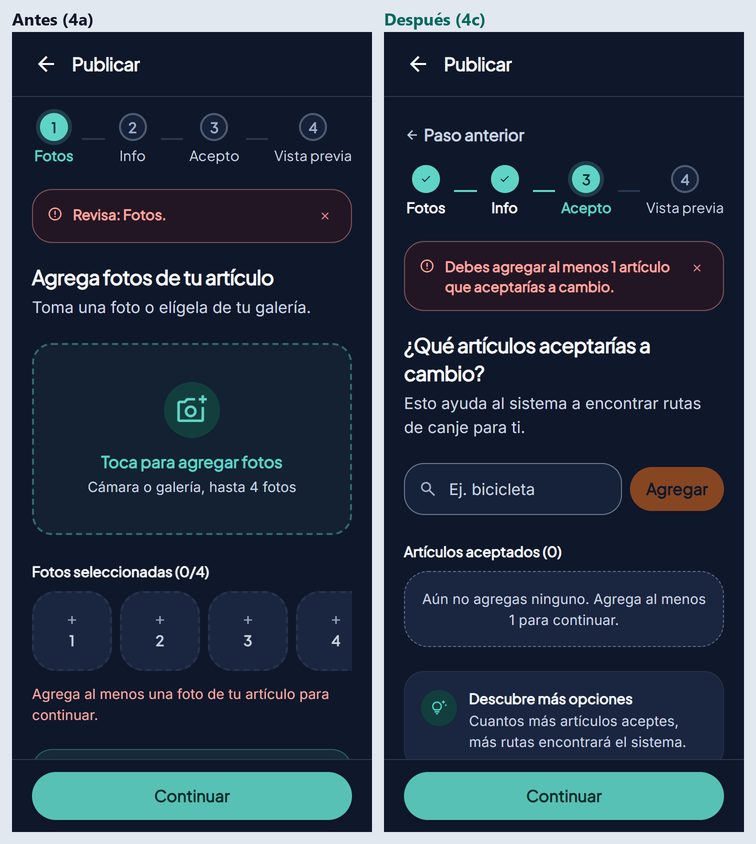 Antes (4a)
Publicar
1
2
3
4
Fotos
Info
Acepto
Vista previa
Revisa: Fotos.
Agrega fotos de tu artículo
Toma una foto o elígela de tu galería.
Toca para agregar fotos
Cámara o galería, hasta 4 fotos
Fotos seleccionadas (0/4)
+
1
+
2
+
3
+
4
Agrega al menos una foto de tu artículo para
continuar.
Continuar
Después (4c)
Publicar
Paso anterior
3
4
Fotos
Info
Acepto
Vista previa
Debes agregar al menos 1 artículo
que aceptarías a cambio.
¿Qué artículos aceptarías a
cambio?
Esto ayuda al sistema a encontrar rutas
de canje para ti.
Ej. bicicleta
Agregar
Artículos aceptados (0)
Aún no agregas ninguno. Agrega al menos
1 para continuar.
Descubre más opciones
Cuantos más artículos aceptes,
más rutas encontrará el sistema.
Continuar